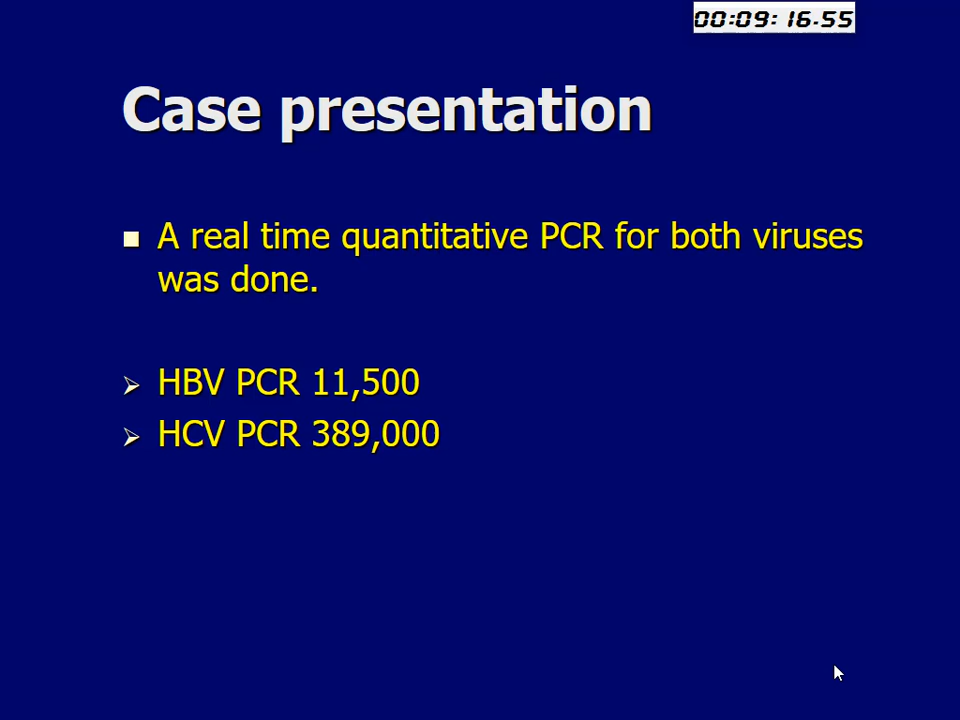 00:09:16.55
Case presentation
A real time quantitative PCR for both viruses
was done.
HBV PCR 11,500
HCV PCR 389,000